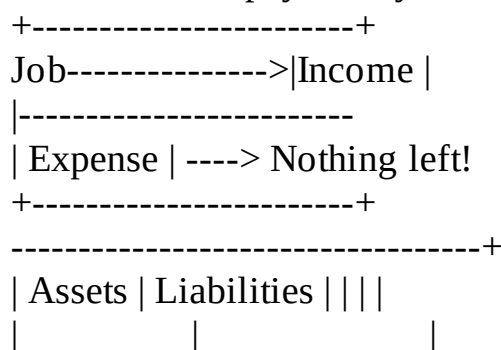 +------------------------+
Job--------------->|Income |
|-------------------------
| Expense | ----> Nothing left!
+------------------------+
-----------------------------------+
| Assets | Liabilities | | | |
| | |